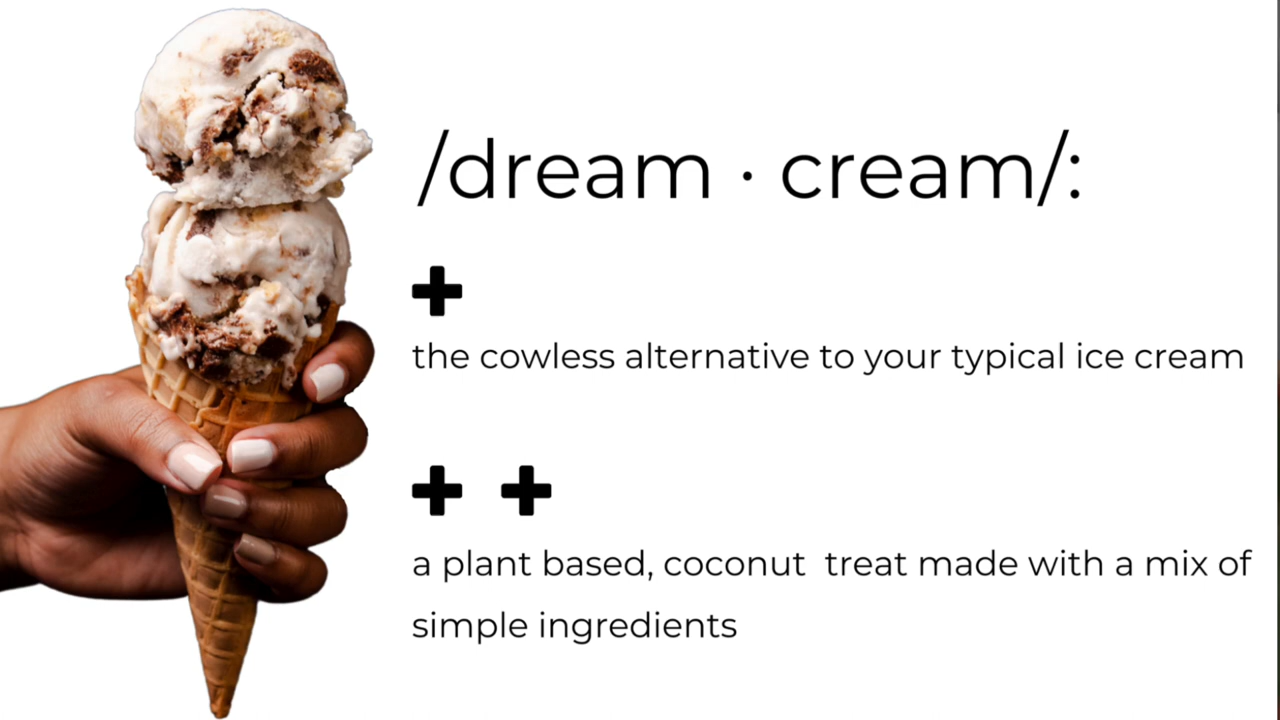 /dream · cream/:
the cowless alternative to your typical ice cream
a plant based, coconut  treat made with a mix of
simple ingredients